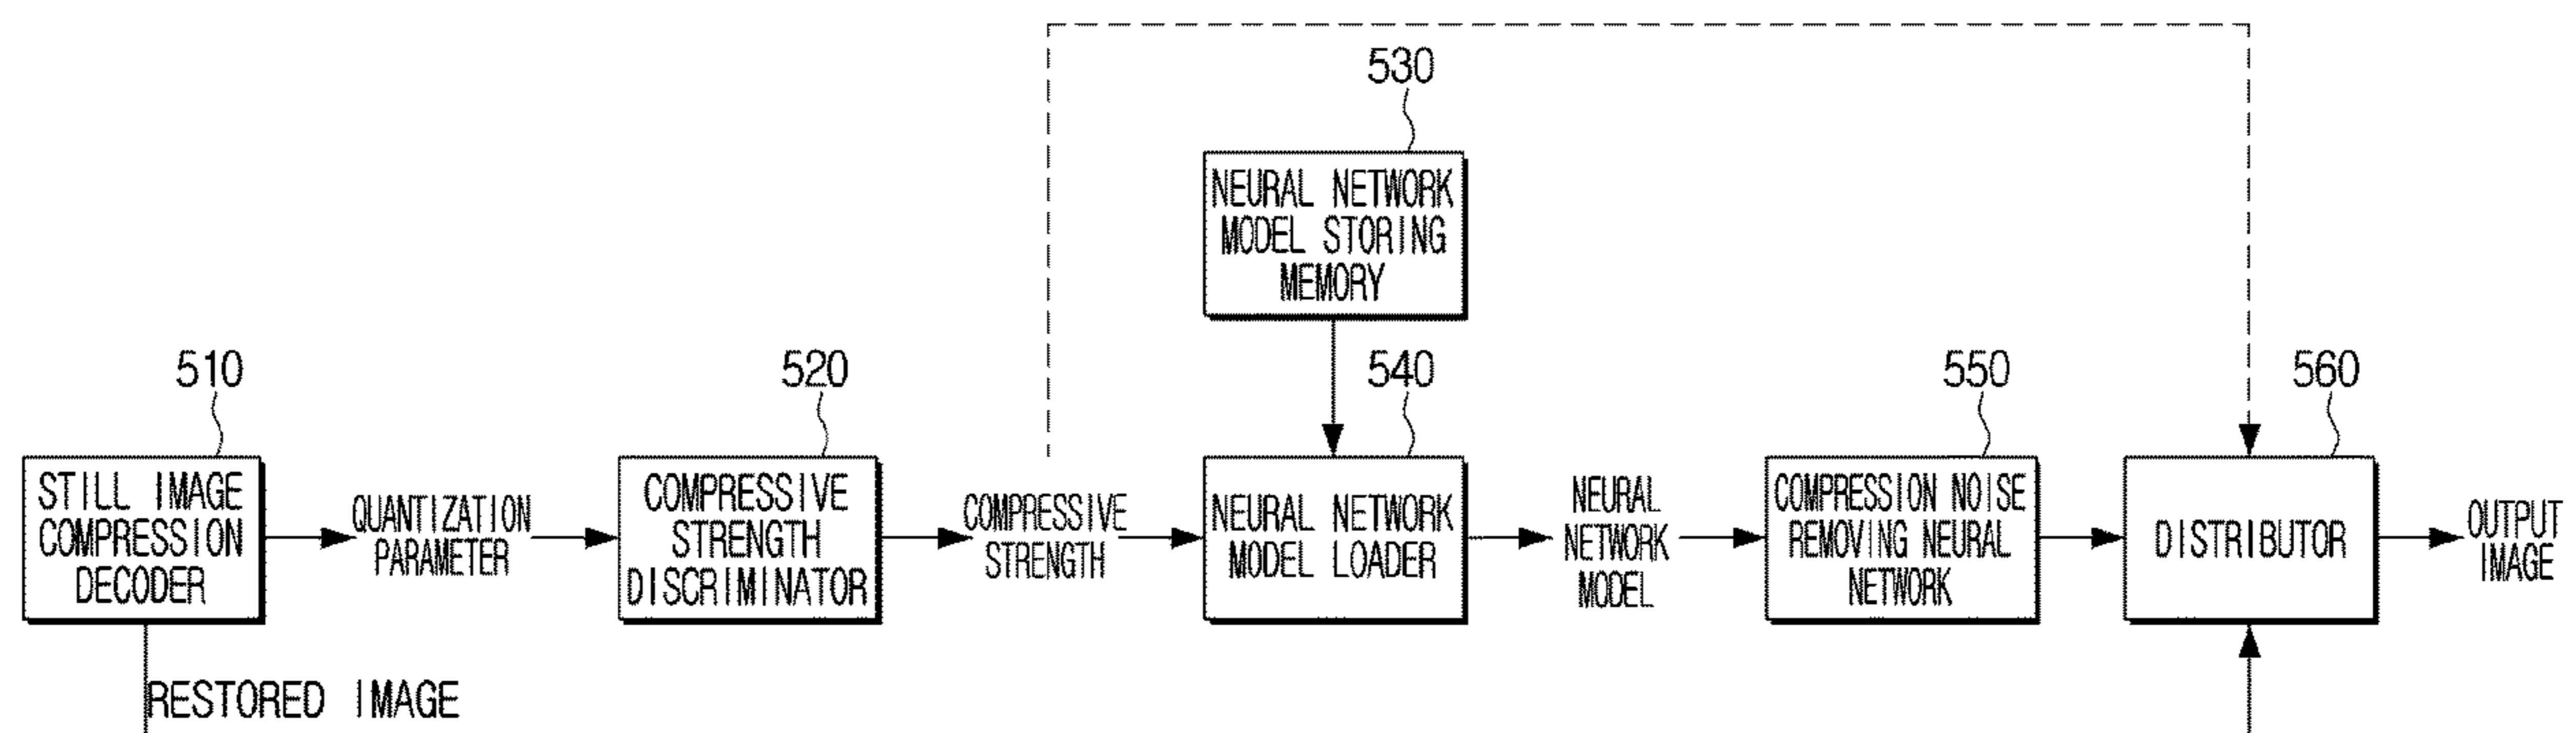 530
NEURAL NETWORK
MODEL STORING
MEMORY
510
520
540
550
560
STILL IMAGE
COMPRESSION
DECODER
QUANTIZATION
PARAMETER
COMPRESSIVE
STRENGTH
DISCRIMINATOR
COMPRESSIVE
STRENGTH
NEURAL NETWORK
MODEL LOADER
NEURAL
NETWORK
MODEL
COMPRESSION NOISE
REMOVING NEURAL
NETWORK
DISTRIBUTOR
OUTPUT
IMAGE
RESTORED IMAGE